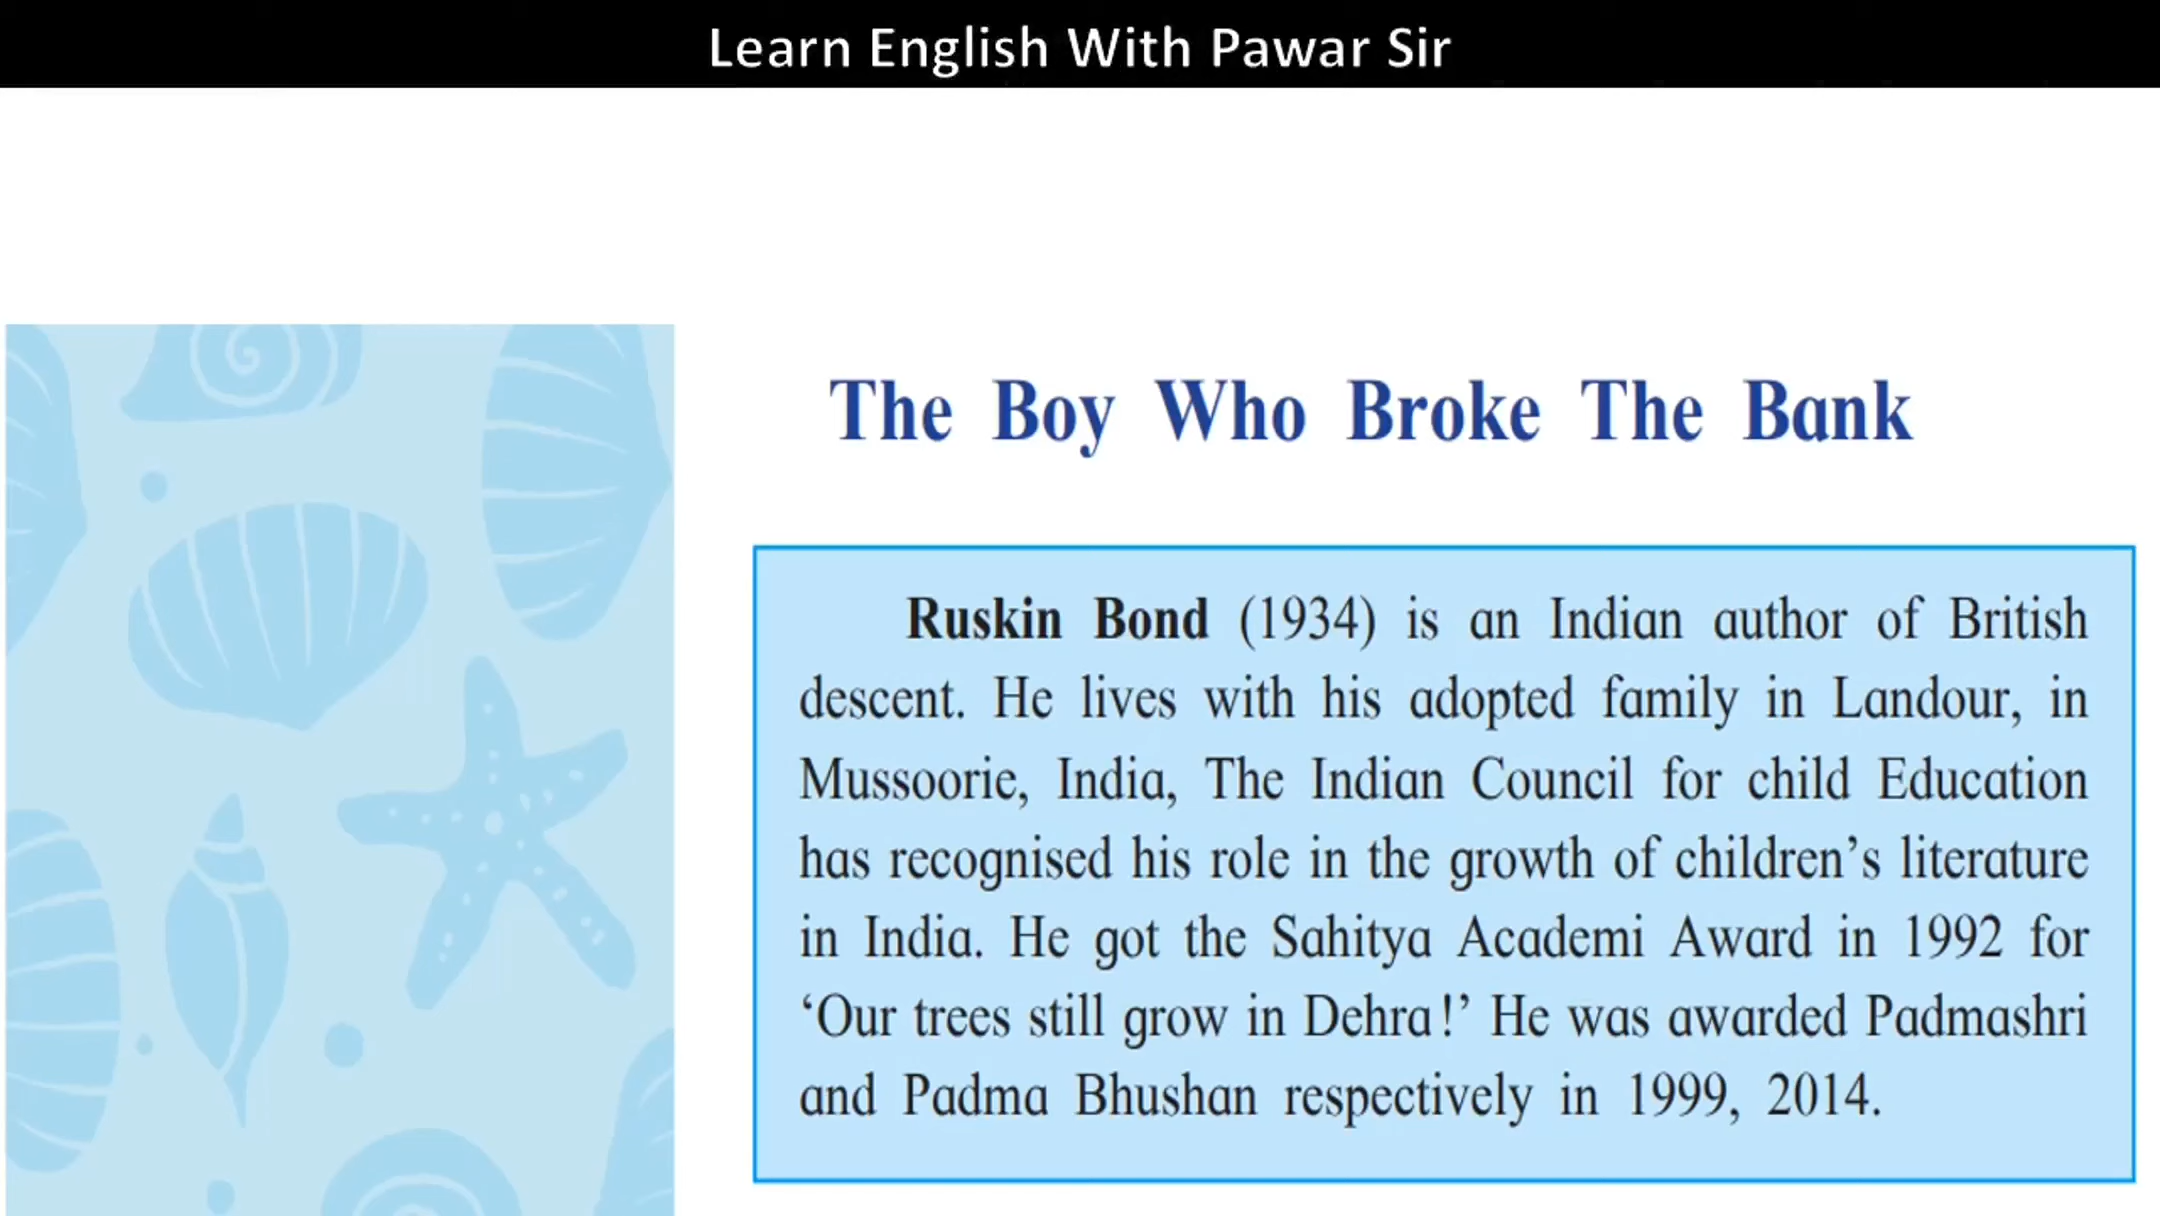 Learn English With Pawar Sir
The Boy Who Broke The Bank
Ruskin Bond (1934) is an Indian author of British
descent. He lives with his adopted family in Landour, in
Mussoorie, India, The Indian Council for child Education
has recognised his role in the growth of children’s literature
in India. He got the Sahitya Academi Award in 1992 for
‘Our trees still grow in Dehra!’ He was awarded Padmashri
and Padma Bhushan respectively in 1999, 2014.